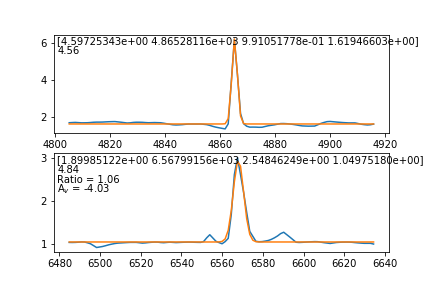 [4.59725343e+00 4.86528116e+03 9.91051778e-01 1.61946603e+00]
4.56
6
4
2
4800 4820 4840 4860 4880 4900 4920
[1.89985122e+00 6.56799156e+03 2.54846249e+00 1.04975180e+00]
4.84
Ratio = 1.06
Aᵥ = -4.03
3
2
1
6480 6500 6520 6540 6560 6580 6600 6620 6640